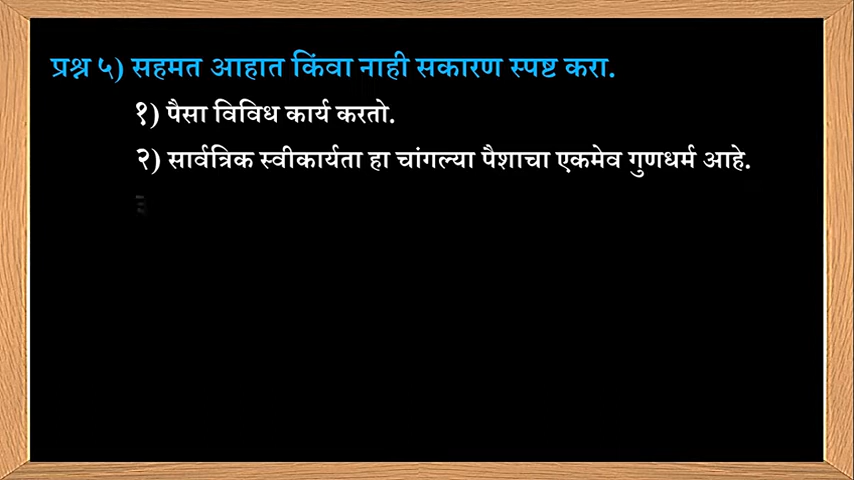 प्रश्न ५) सहमत आहात किंवा नाही सकारण स्पष्ट करा.
१) पैसा विविध कार्य करतो.
२) सार्वत्रिक स्वीकार्यता हा चांगल्या पैशाचा एकमेव गुणधर्म आहे.